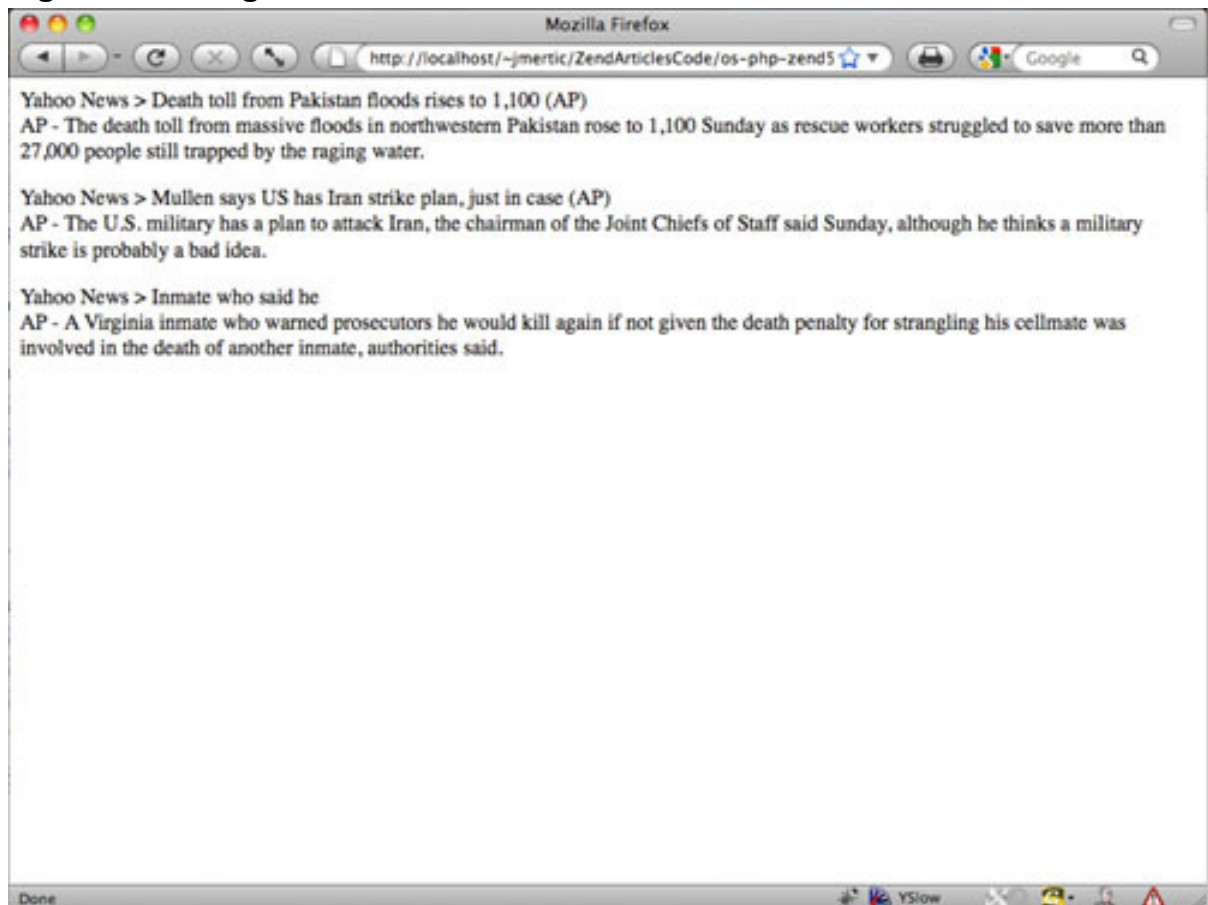 Mozilla Firefox
http://localhost/~jmertic/ZendArticlesCode/os-php-zend5
Google
Yahoo News > Death toll from Pakistan floods rises to 1,100 (AP)
AP - The death toll from massive floods in northwestern Pakistan rose to 1,100 Sunday as rescue workers struggled to save more than
27,000 people still trapped by the raging water.
Yahoo News > Mullen says US has Iran strike plan, just in case (AP)
AP - The U.S. military has a plan to attack Iran, the chairman of the Joint Chiefs of Staff said Sunday, although he thinks a military
strike is probably a bad idea.
Yahoo News > Inmate who said he
AP - A Virginia inmate who warned prosecutors he would kill again if not given the death penalty for strangling his cellmate was
involved in the death of another inmate, authorities said.
Done
YSlow